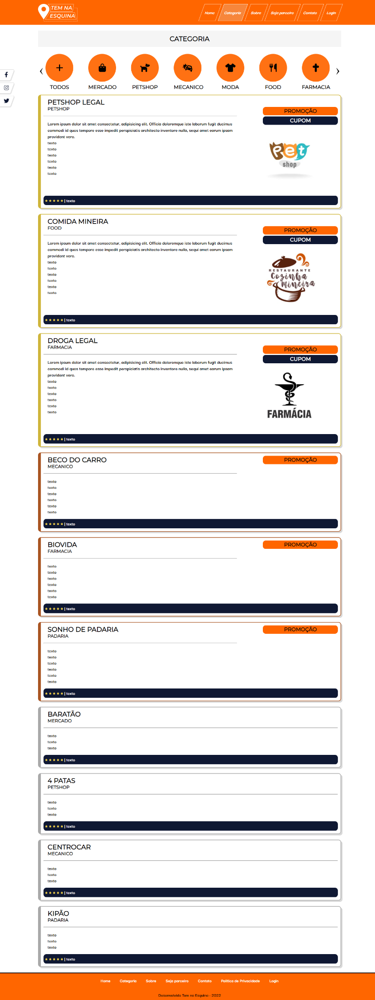 TEM NA
ESQUINA
Home Categoria Sobre Seja parceiro Contato Login
CATEGORIA
TODOS MERCADO PETSHOP MECANICO MODA FOOD FARMACIA
PETSHOP LEGAL
PETSHOP
PROMOÇÃO
CUPOM
Lorem ipsum dolor sit amet consectetur, adipisicing elit. Officia doloremque iste laborum fugit ducimus
commodi id quos tempore esse impedit perspiciatis architecto inventore nulla, sequi amet earum ipsam
provident vero.
texto
texto
texto
texto
texto
texto
Pet
shop
| texto
COMIDA MINEIRA
FOOD
PROMOÇÃO
CUPOM
Lorem ipsum dolor sit amet consectetur, adipisicing elit. Officia doloremque iste laborum fugit ducimus
commodi id quos tempore esse impedit perspiciatis architecto inventore nulla, sequi amet earum ipsam
provident vero.
texto
texto
texto
texto
texto
texto
RESTAURANTE
Cozinha
mineira
| texto
DROGA LEGAL
FARMACIA
PROMOÇÃO
CUPOM
Lorem ipsum dolor sit amet consectetur, adipisicing elit. Officia doloremque iste laborum fugit ducimus
commodi id quos tempore esse impedit perspiciatis architecto inventore nulla, sequi amet earum ipsam
provident vero.
texto
texto
texto
texto
texto
texto
FARMÁCIA
| texto
BECO DO CARRO
MECANICO
PROMOÇÃO
texto
texto
texto
texto
texto
texto
| texto
BIOVIDA
FARMACIA
PROMOÇÃO
texto
texto
texto
texto
texto
texto
| texto
SONHO DE PADARIA
PADARIA
PROMOÇÃO
texto
texto
texto
texto
texto
texto
| texto
BARATÃO
MERCADO
texto
texto
texto
| texto
4 PATAS
PETSHOP
texto
texto
texto
| texto
CENTROCAR
MECANICO
texto
texto
texto
| texto
KIPÃO
PADARIA
texto
texto
texto
| texto
Home Categoria Sobre Seja parceiro Contato Política de Privacidade Login
Desenvolvido Tem na Esquina - 2022